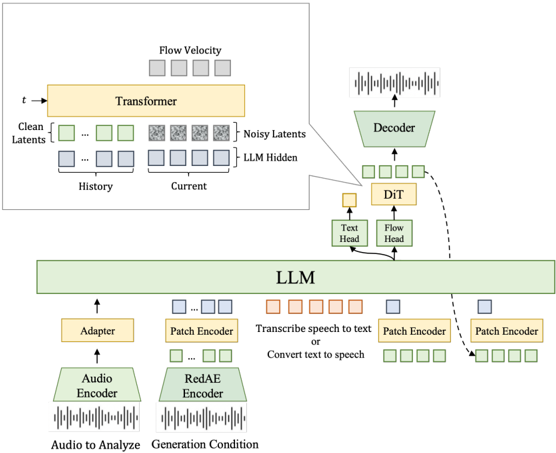 Flow Velocity
t
Transformer
Clean
Latents
...
Noisy Latents
...
LLM Hidden
History
Current
Decoder
DiT
Text
Head
Flow
Head
LLM
...
Adapter
Patch Encoder
Transcribe speech to text
or
Convert text to speech
Patch Encoder
Patch Encoder
...
Audio
Encoder
RedAE
Encoder
Audio to Analyze
Generation Condition